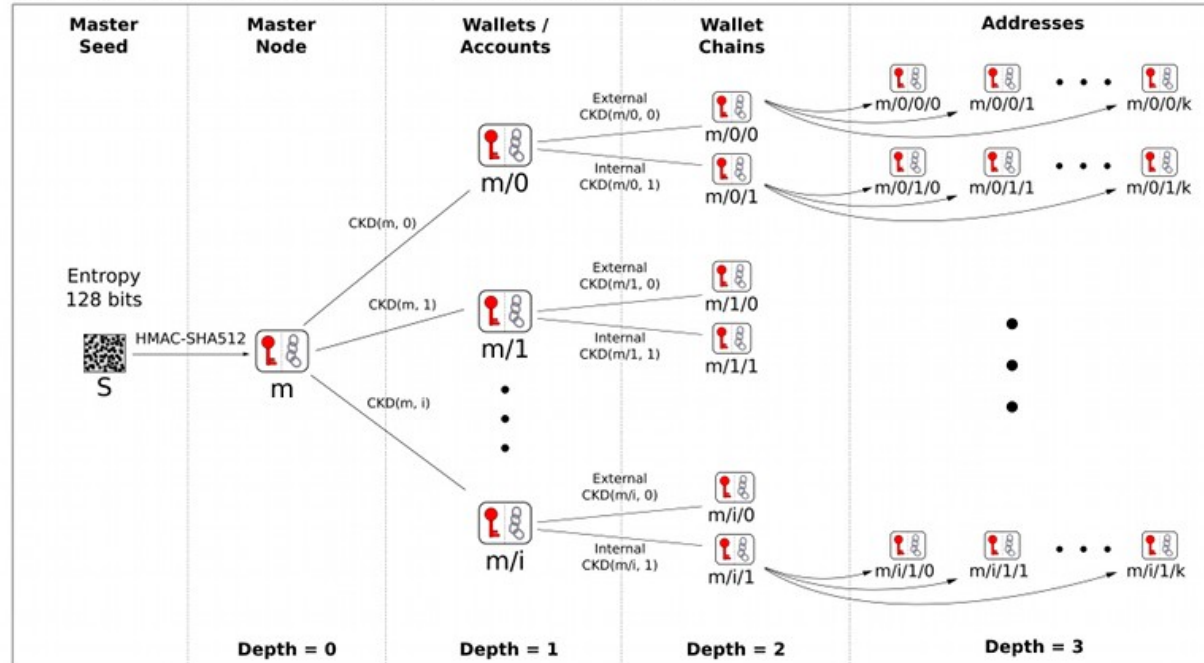 Master
Seed
Master
Node
Wallets /
Accounts
Wallet
Chains
Addresses
Entropy
128 bits
S
HMAC-SHA512
m
CKD(m, 0)
CKD(m, 1)
CKD(m, i)
m/0
m/1
m/i
External
CKD(m/0, 0)
Internal
CKD(m/0, 1)
External
CKD(m/1, 0)
Internal
CKD(m/1, 1)
External
CKD(m/i, 0)
Internal
CKD(m/i, 1)
m/0/0
m/0/1
m/1/0
m/1/1
m/i/0
m/i/1
m/0/0/0 m/0/0/1 m/0/0/k
m/0/1/0 m/0/1/1 m/0/1/k
m/i/1/0 m/i/1/1 m/i/1/k
Depth = 0
Depth = 1
Depth = 2
Depth = 3